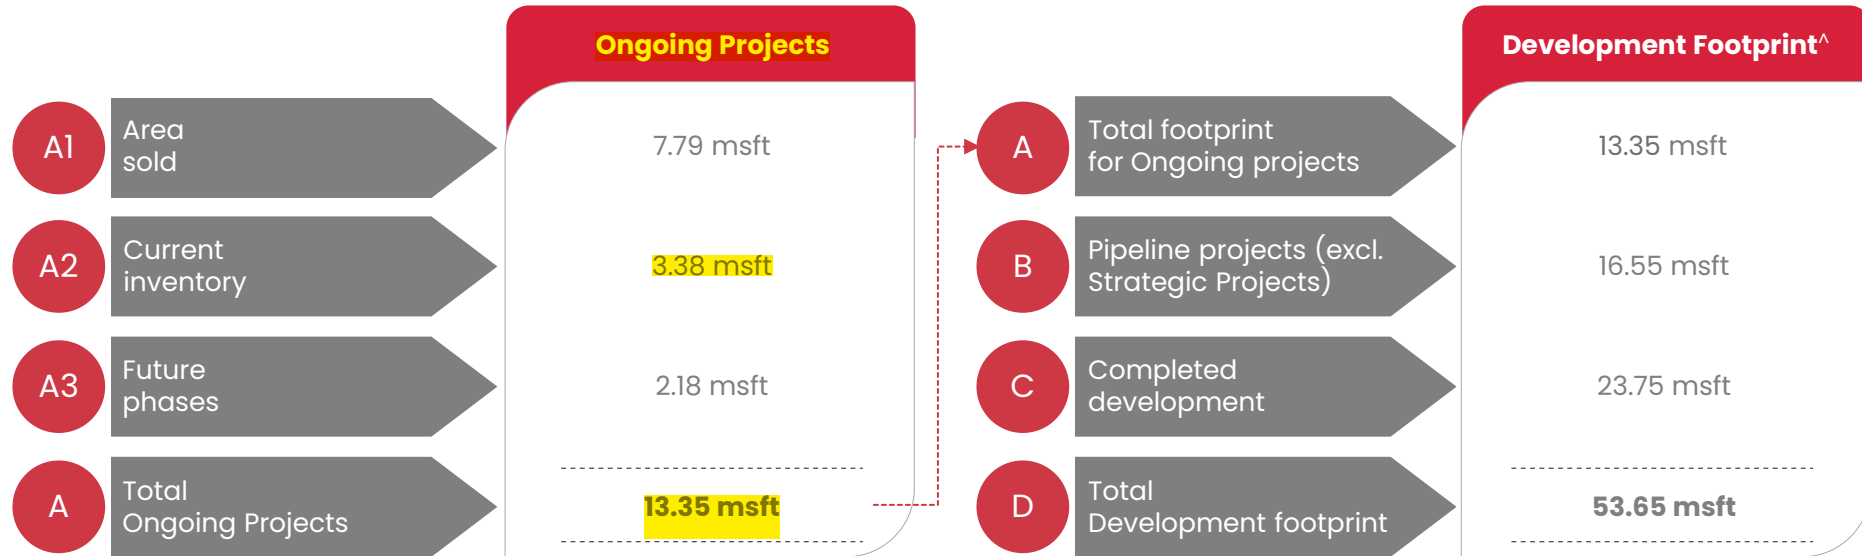 Ongoing Projects
A1
Area
sold
7.79 msft
A2
Current
inventory
3.38 msft
A3
Future
phases
2.18 msft
A
Total
Ongoing Projects
13.35 msft
Development Footprint^
A
Total footprint
for Ongoing projects
13.35 msft
B
Pipeline projects (excl.
Strategic Projects)
16.55 msft
C
Completed
development
23.75 msft
D
Total
Development footprint
53.65 msft